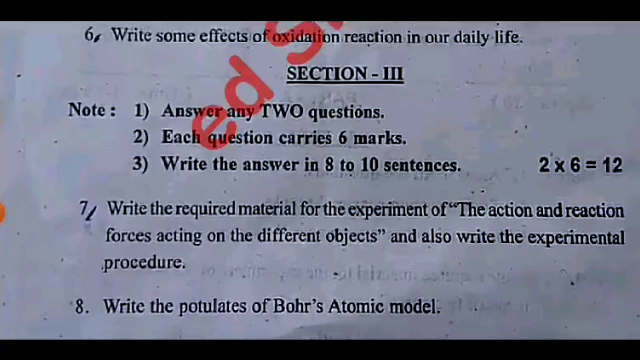 6. Write some effects of oxidation reaction in our daily life.
SECTION - III
Note : 1) Answer any TWO questions.
2) Each question carries 6 marks.
3) Write the answer in 8 to 10 sentences. 2 x 6 = 12
7. Write the required material for the experiment of “The action and reaction
forces acting on the different objects” and also write the experimental
procedure.
8. Write the potulates of Bohr's Atomic model.
ed S